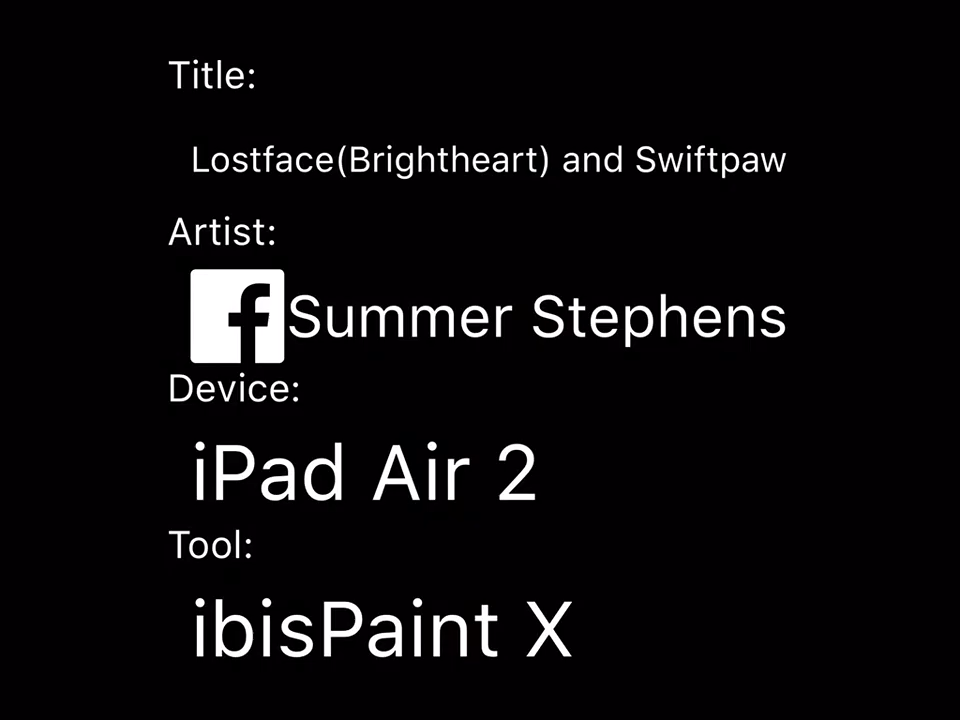 Title:
Lostface(Brightheart) and Swiftpaw
Artist:
Summer Stephens
Device:
iPad Air 2
Tool:
ibisPaint X